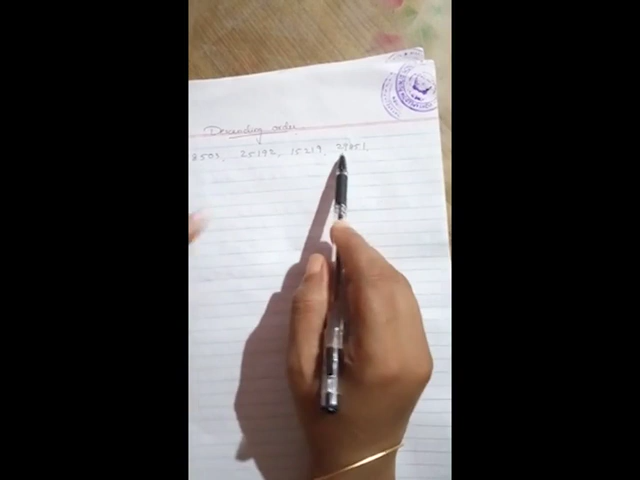 Descending order.
8503, 25192, 15219, 29851,